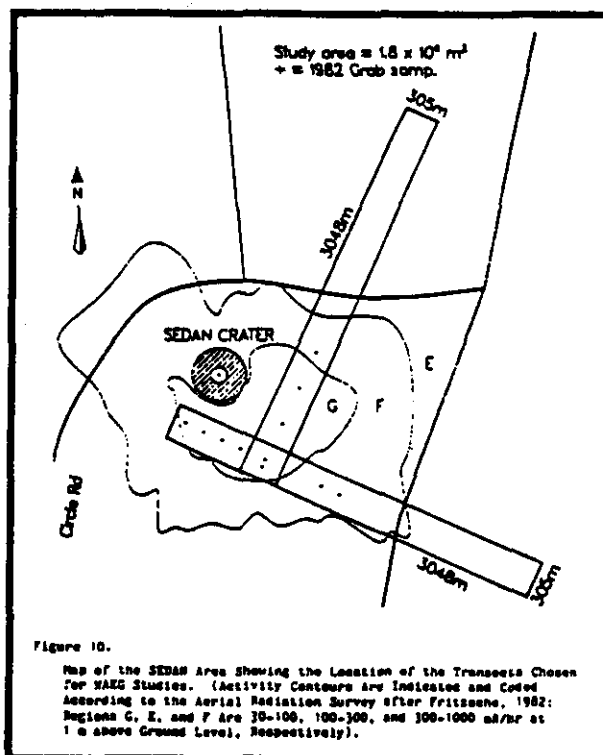 Study area = 1.8 x 10⁶ m²
+ = 1982 Grab samp.
305m
N
3048m
SEDAN CRATER
E
G
F
Circle Rd
3048m
305m
Figure 10.
Map of the SEDAN Area Showing the Location of the Transects Chosen
for NAEG Studies. (Activity Contours Are Indicated and Coded
According to the Aerial Radiation Survey after Fritzsche, 1982:
Regions G, E, and F Are 30-100, 100-300, and 300-1000 at
1 m above Ground Level, Respectively).